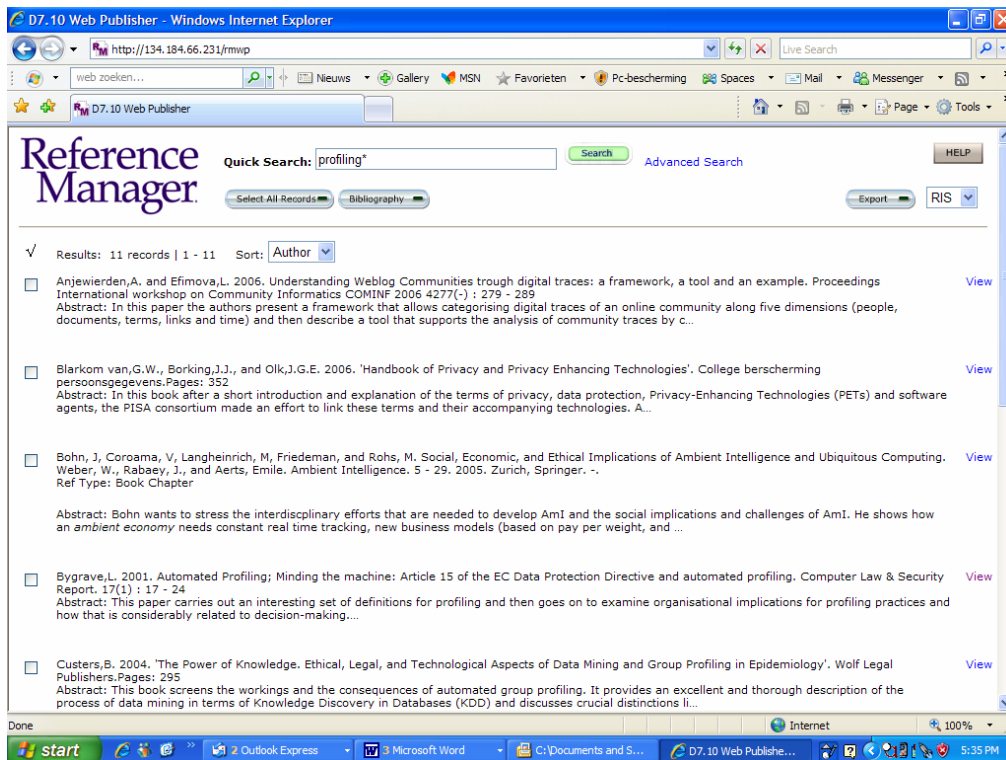 D7.10 Web Publisher - Windows Internet Explorer
http://134.184.66.231/rmwp
Live Search
web zoeken...
Nieuws
Gallery
MSN
Favorieten
Pc-bescherming
Spaces
Mail
Messenger
RM D7.10 Web Publisher
Page
Tools
Reference
Manager
Quick Search: profiling*
Search
Advanced Search
HELP
Select All Records
Bibliography
Export
RIS
√ Results: 11 records | 1 - 11 Sort: Author
Anjewierden,A. and Efimova,L. 2006. Understanding Weblog Communities trough digital traces: a framework, a tool and an example. Proceedings View
International workshop on Community Informatics COMINF 2006 4277(-) : 279 - 289
Abstract: In this paper the authors present a framework that allows categorising digital traces of an online community along five dimensions (people,
documents, terms, links and time) and then describe a tool that supports the analysis of community traces by c...
Blarkom van,G.W., Borking,J.J., and Olk,J.G.E. 2006. 'Handbook of Privacy and Privacy Enhancing Technologies'. College berscherming View
persoonsgegevens.Pages: 352
Abstract: In this book after a short introduction and explanation of the terms of privacy, data protection, Privacy-Enhancing Technologies (PETs) and software
agents, the PISA consortium made an effort to link these terms and their accompanying technologies. A...
Bohn, J, Coroama, V, Langheinrich, M, Friedeman, and Rohs, M. Social, Economic, and Ethical Implications of Ambient Intelligence and Ubiquitous Computing. View
Weber, W., Rabaey, J., and Aerts, Emile. Ambient Intelligence. 5 - 29. 2005. Zurich, Springer. -.
Ref Type: Book Chapter
Abstract: Bohn wants to stress the interdiscplinary efforts that are needed to develop AmI and the social implications and challenges of AmI. He shows how
an ambient economy needs constant real time tracking, new business models (based on pay per weight, and ...
Bygrave,L. 2001. Automated Profiling; Minding the machine: Article 15 of the EC Data Protection Directive and automated profiling. Computer Law & Security View
Report. 17(1) : 17 - 24
Abstract: This paper carries out an interesting set of definitions for profiling and then goes on to examine organisational implications for profiling practices and
how that is considerably related to decision-making....
Custers,B. 2004. 'The Power of Knowledge. Ethical, Legal, and Technological Aspects of Data Mining and Group Profiling in Epidemiology'. Wolf Legal View
Publishers.Pages: 295
Abstract: This book screens the workings and the consequences of automated group profiling. It provides an excellent and thorough description of the
process of data mining in terms of Knowledge Discovery in Databases (KDD) and discusses crucial distinctions li...
Done
Internet
100%
start
2 Outlook Express
3 Microsoft Word
C:\Documents and S...
D7.10 Web Publishe...
5:35 PM